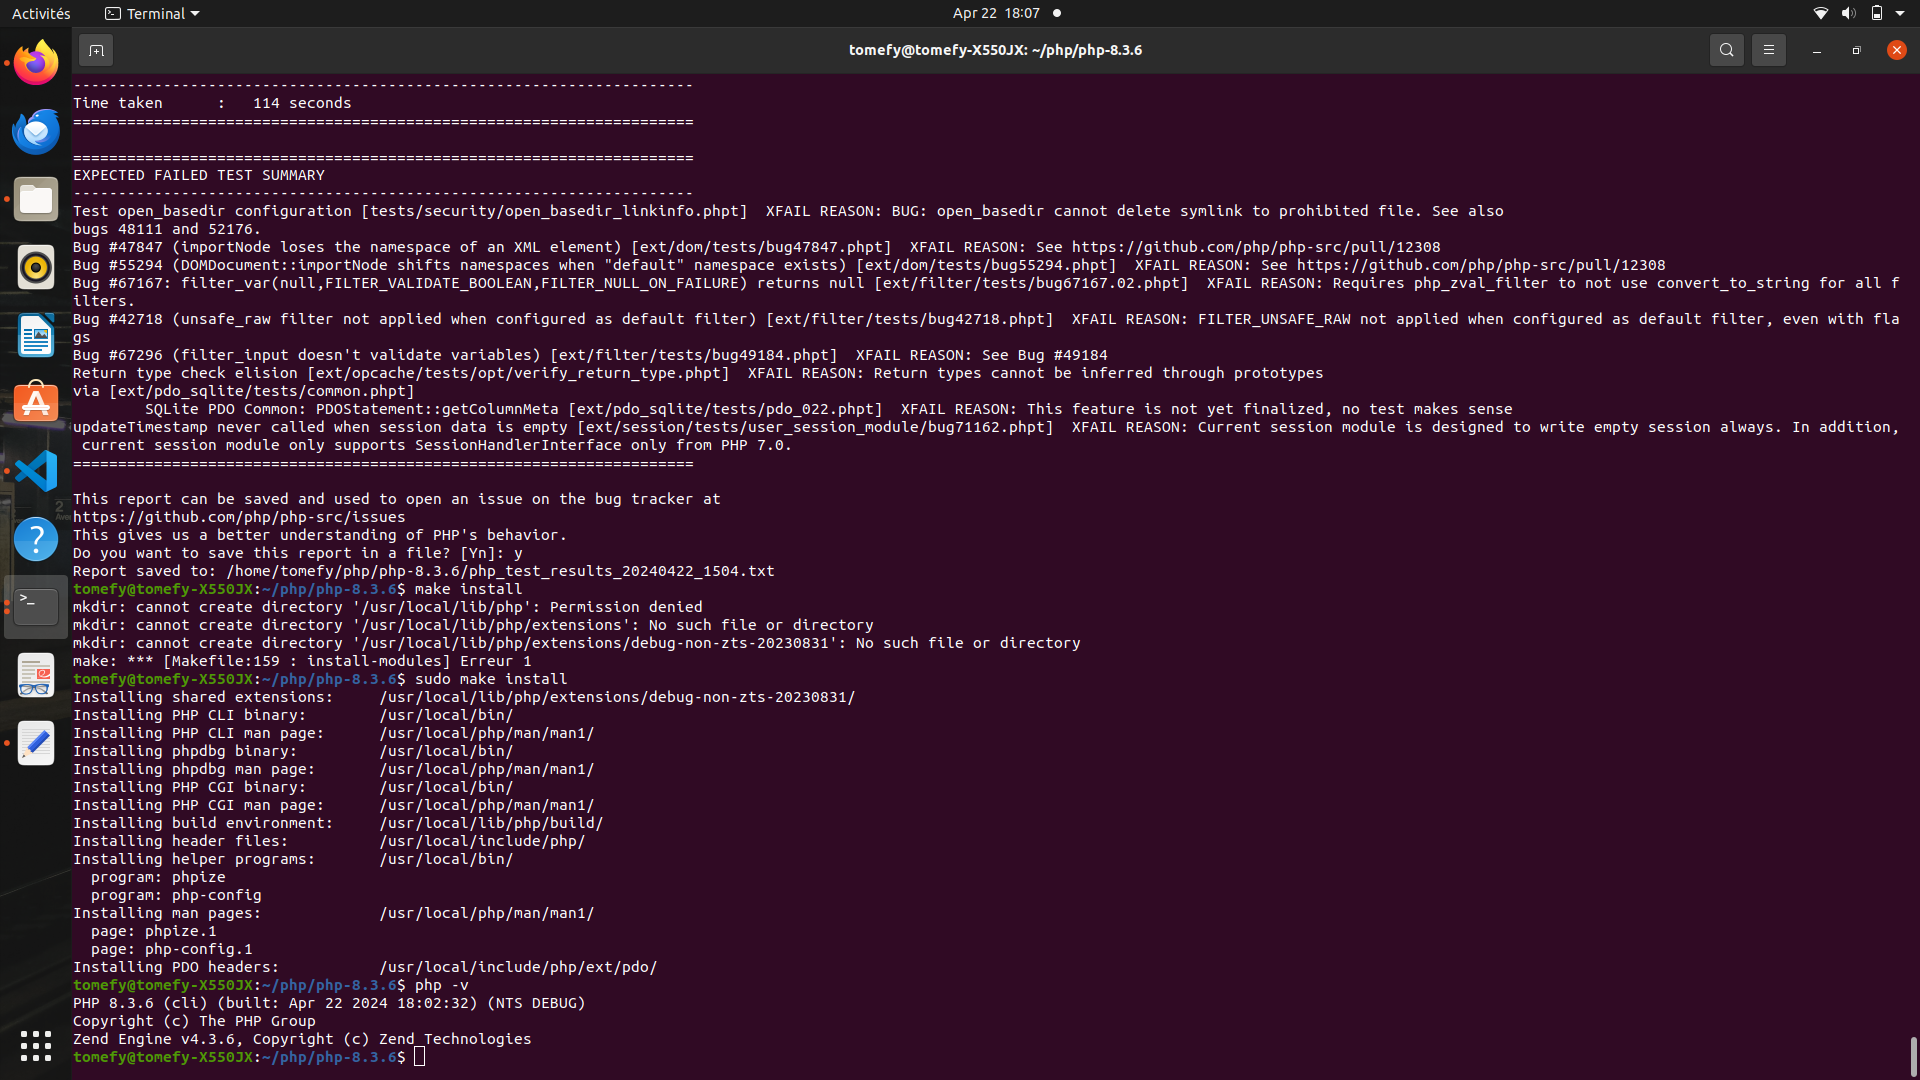 Activités
Terminal
Apr 22 18:07
tomefy@tomefy-X550JX: ~/php/php-8.3.6
---------------------------------------------------------------------
Time taken      :   114 seconds
=====================================================================
=====================================================================
EXPECTED FAILED TEST SUMMARY
---------------------------------------------------------------------
Test open_basedir configuration [tests/security/open_basedir_linkinfo.phpt]  XFAIL REASON: BUG: open_basedir cannot delete symlink to prohibited file. See also
bugs 48111 and 52176.
Bug #47847 (importNode loses the namespace of an XML element) [ext/dom/tests/bug47847.phpt]  XFAIL REASON: See https://github.com/php/php-src/pull/12308
Bug #55294 (DOMDocument::importNode shifts namespaces when "default" namespace exists) [ext/dom/tests/bug55294.phpt]  XFAIL REASON: See https://github.com/php/php-src/pull/12308
Bug #67167: filter_var(null,FILTER_VALIDATE_BOOLEAN,FILTER_NULL_ON_FAILURE) returns null [ext/filter/tests/bug67167.02.phpt]  XFAIL REASON: Requires php_zval_filter to not use convert_to_string for all f
ilters.
Bug #42718 (unsafe_raw filter not applied when configured as default filter) [ext/filter/tests/bug42718.phpt]  XFAIL REASON: FILTER_UNSAFE_RAW not applied when configured as default filter, even with fla
gs
Bug #67296 (filter_input doesn't validate variables) [ext/filter/tests/bug49184.phpt]  XFAIL REASON: See Bug #49184
Return type check elision [ext/opcache/tests/opt/verify_return_type.phpt]  XFAIL REASON: Return types cannot be inferred through prototypes
via [ext/pdo_sqlite/tests/common.phpt]
        SQLite PDO Common: PDOStatement::getColumnMeta [ext/pdo_sqlite/tests/pdo_022.phpt]  XFAIL REASON: This feature is not yet finalized, no test makes sense
updateTimestamp never called when session data is empty [ext/session/tests/user_session_module/bug71162.phpt]  XFAIL REASON: Current session module is designed to write empty session always. In addition,
 current session module only supports SessionHandlerInterface only from PHP 7.0.
=====================================================================
This report can be saved and used to open an issue on the bug tracker at
https://github.com/php/php-src/issues
This gives us a better understanding of PHP's behavior.
Do you want to save this report in a file? [Yn]: y
Report saved to: /home/tomefy/php/php-8.3.6/php_test_results_20240422_1504.txt
tomefy@tomefy-X550JX:~/php/php-8.3.6$ make install
mkdir: cannot create directory '/usr/local/lib/php': Permission denied
mkdir: cannot create directory '/usr/local/lib/php/extensions': No such file or directory
mkdir: cannot create directory '/usr/local/lib/php/extensions/debug-non-zts-20230831': No such file or directory
make: *** [Makefile:159 : install-modules] Erreur 1
tomefy@tomefy-X550JX:~/php/php-8.3.6$ sudo make install
Installing shared extensions:     /usr/local/lib/php/extensions/debug-non-zts-20230831/
Installing PHP CLI binary:        /usr/local/bin/
Installing PHP CLI man page:      /usr/local/php/man/man1/
Installing phpdbg binary:         /usr/local/bin/
Installing phpdbg man page:       /usr/local/php/man/man1/
Installing PHP CGI binary:        /usr/local/bin/
Installing PHP CGI man page:      /usr/local/php/man/man1/
Installing build environment:     /usr/local/lib/php/build/
Installing header files:          /usr/local/include/php/
Installing helper programs:       /usr/local/bin/
  program: phpize
  program: php-config
Installing man pages:             /usr/local/php/man/man1/
  page: phpize.1
  page: php-config.1
Installing PDO headers:           /usr/local/include/php/ext/pdo/
tomefy@tomefy-X550JX:~/php/php-8.3.6$ php -v
PHP 8.3.6 (cli) (built: Apr 22 2024 18:02:32) (NTS DEBUG)
Copyright (c) The PHP Group
Zend Engine v4.3.6, Copyright (c) Zend Technologies
tomefy@tomefy-X550JX:~/php/php-8.3.6$